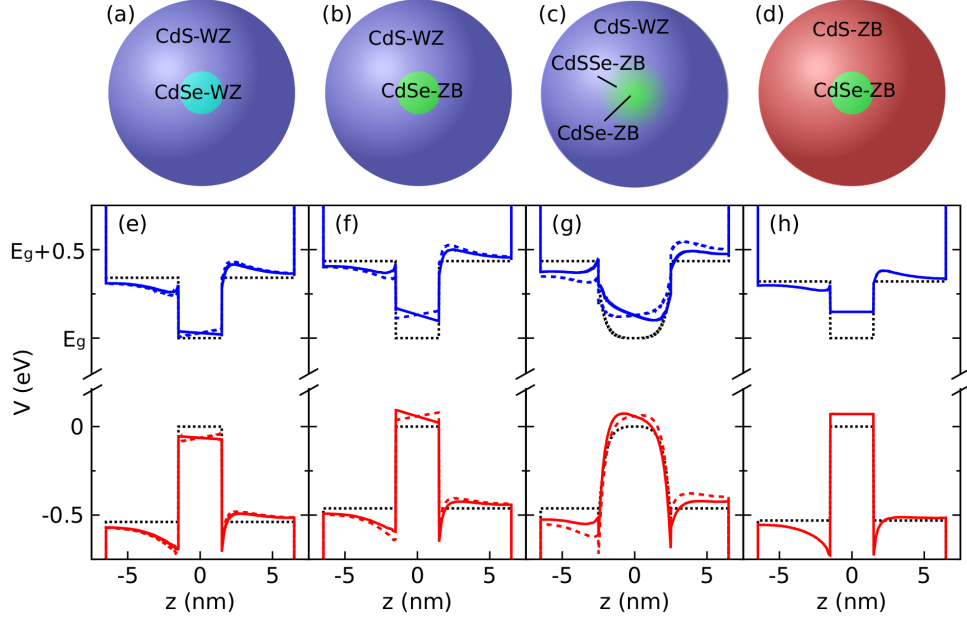 (a)
(b)
(c)
(d)
CdS-WZ
CdSe-WZ
CdS-WZ
CdSe-ZB
CdS-WZ
CdSSe-ZB
CdSe-ZB
CdS-ZB
CdSe-ZB
V (eV)
Eg+0.5
Eg
0
-0.5
(e)
(f)
(g)
(h)
-5 0 5
-5 0 5
-5 0 5
-5 0 5
z (nm)
z (nm)
z (nm)
z (nm)